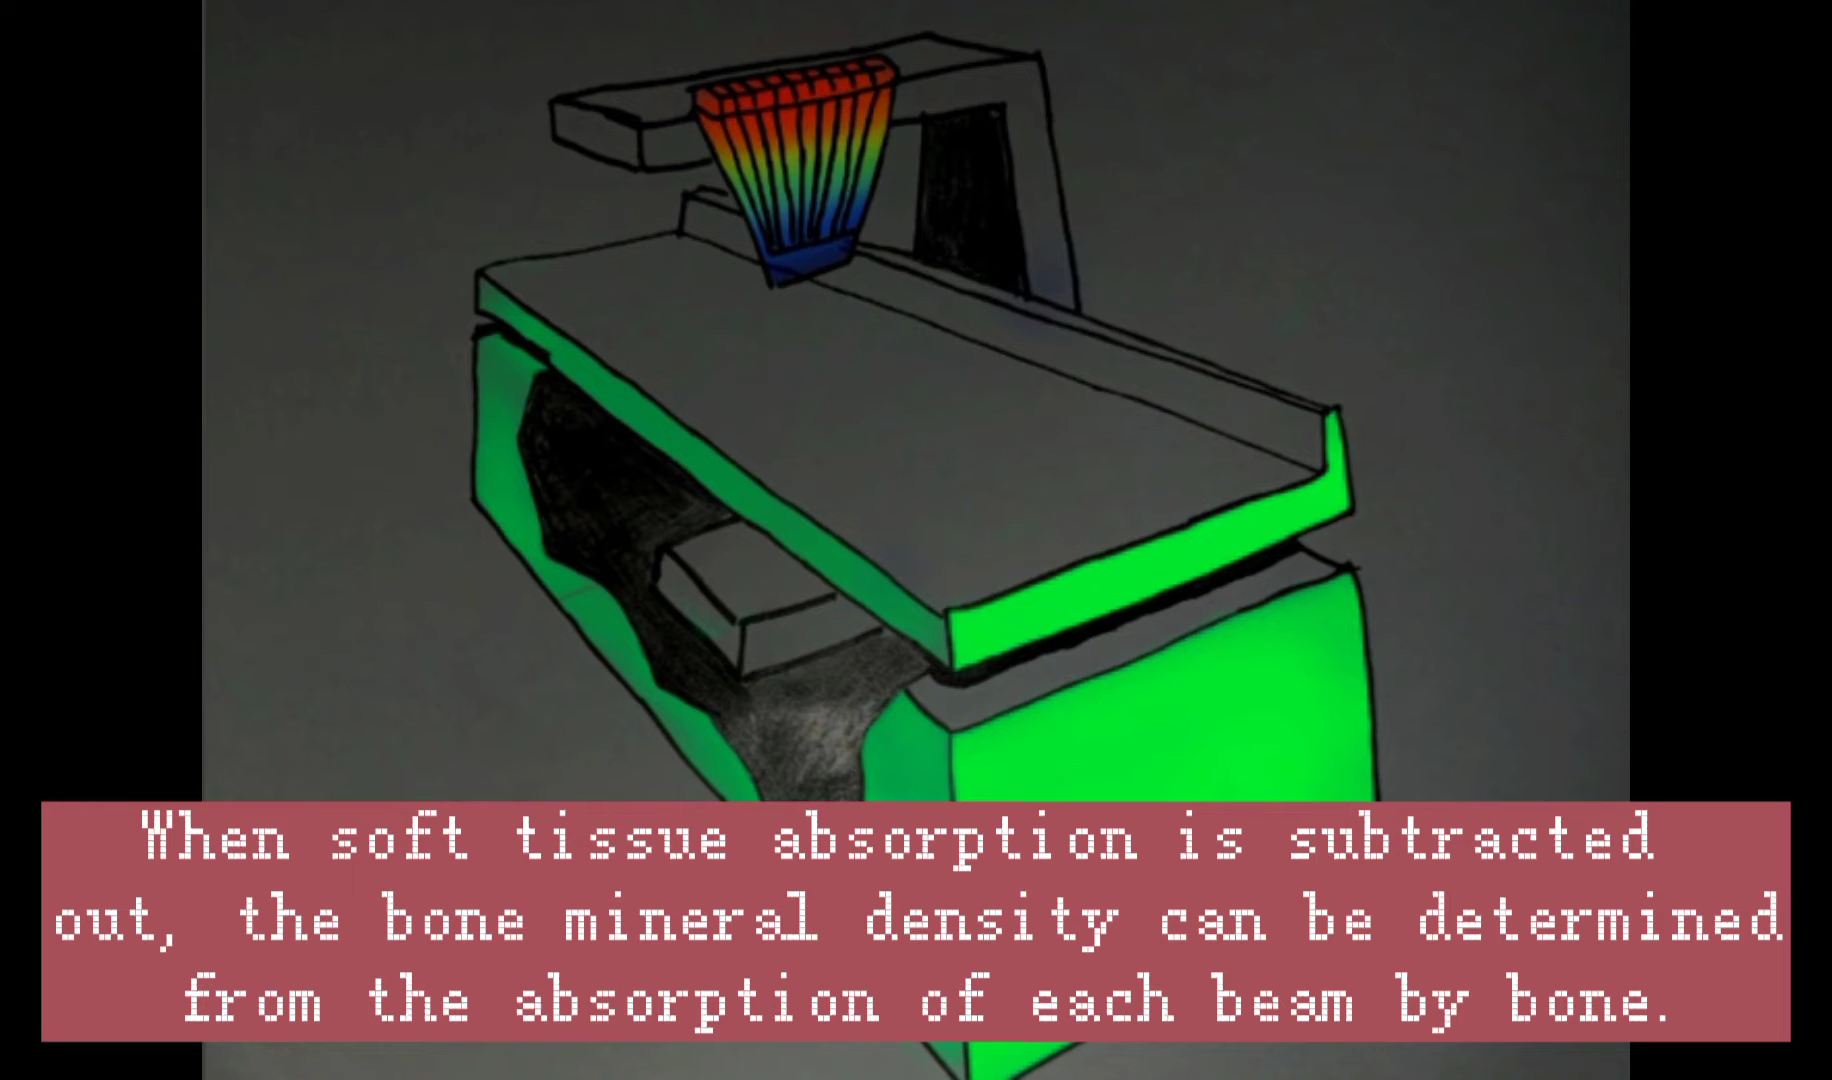 When soft tissue absorption is subtracted
out, the bone mineral density can be determined
from the absorption of each beam by bone.